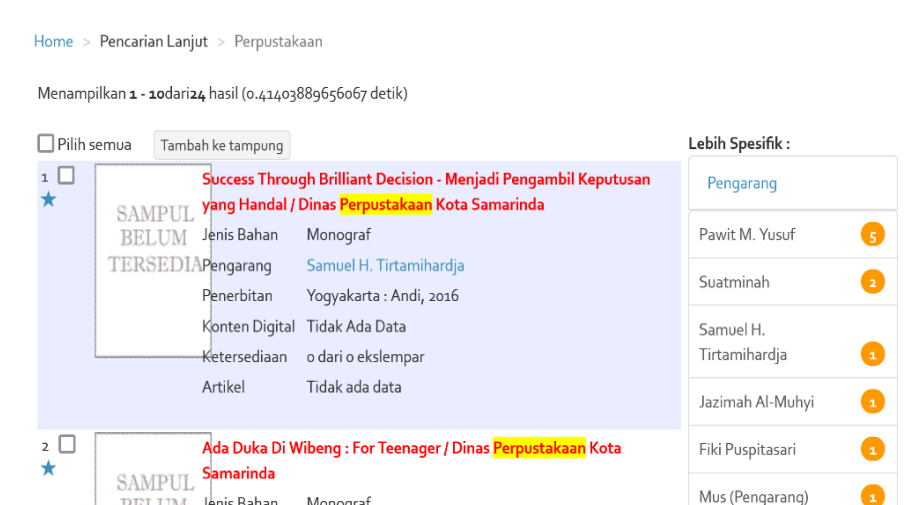 Home > Pencarian Lanjut > Perpustakaan
Menampilkan 1 - 10dari24 hasil (0.41403889656067 detik)
Pilih semua Tambah ke tampung
1
SAMPUL BELUM TERSEDIA
Success Through Brilliant Decision - Menjadi Pengambil Keputusan
yang Handal / Dinas Perpustakaan Kota Samarinda
Jenis Bahan Monograf
Pengarang Samuel H. Tirtamihardja
Penerbitan Yogyakarta : Andi, 2016
Konten Digital Tidak Ada Data
Ketersediaan 0 dari 0 ekslempar
Artikel Tidak ada data
2
SAMPUL
BELUM
Ada Duka Di Wibeng : For Teenager / Dinas Perpustakaan Kota
Samarinda
Jenis Bahan Monograf
Lebih Spesifik :
Pengarang
Pawit M. Yusuf 5
Suatminah 2
Samuel H.
Tirtamihardja 1
Jazimah Al-Muhyi 1
Fiki Puspitasari 1
Mus (Pengarang) 1